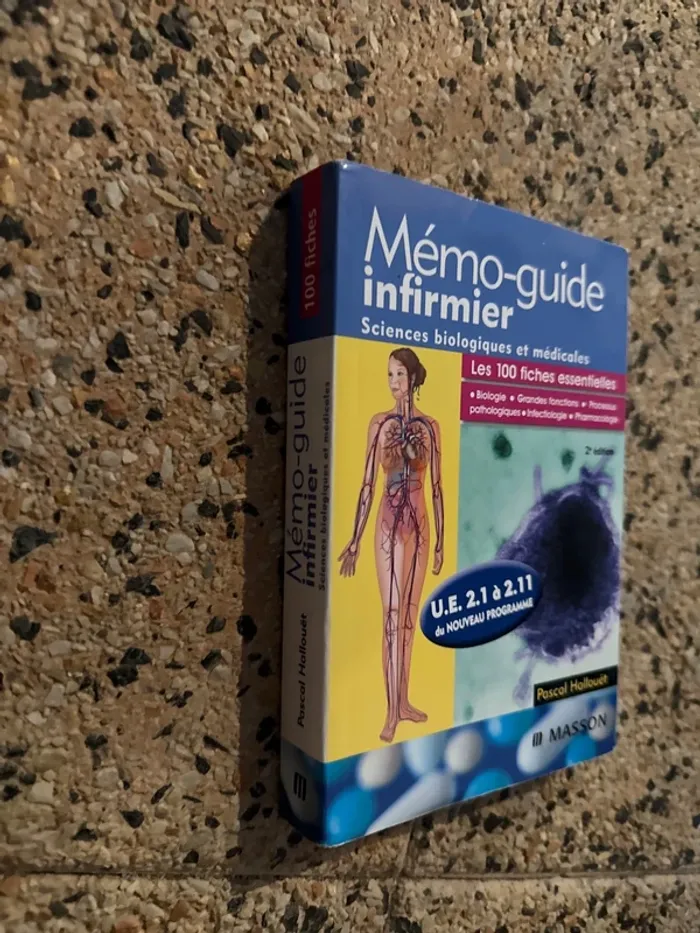 Mémo-guide
infirmier
Sciences biologiques et médicales
Les 100 fiches essentielles
• Biologie • Grandes fonctions • Processus
pathologiques • Infectiologie • Pharmacologie
2e édition
U.E. 2.1 à 2.11
du NOUVEAU PROGRAMME
Pascal Hallouët
MASSON
100 fiches
Mémo-guide
infirmier
Sciences biologiques et médicales
Pascal Hallouët